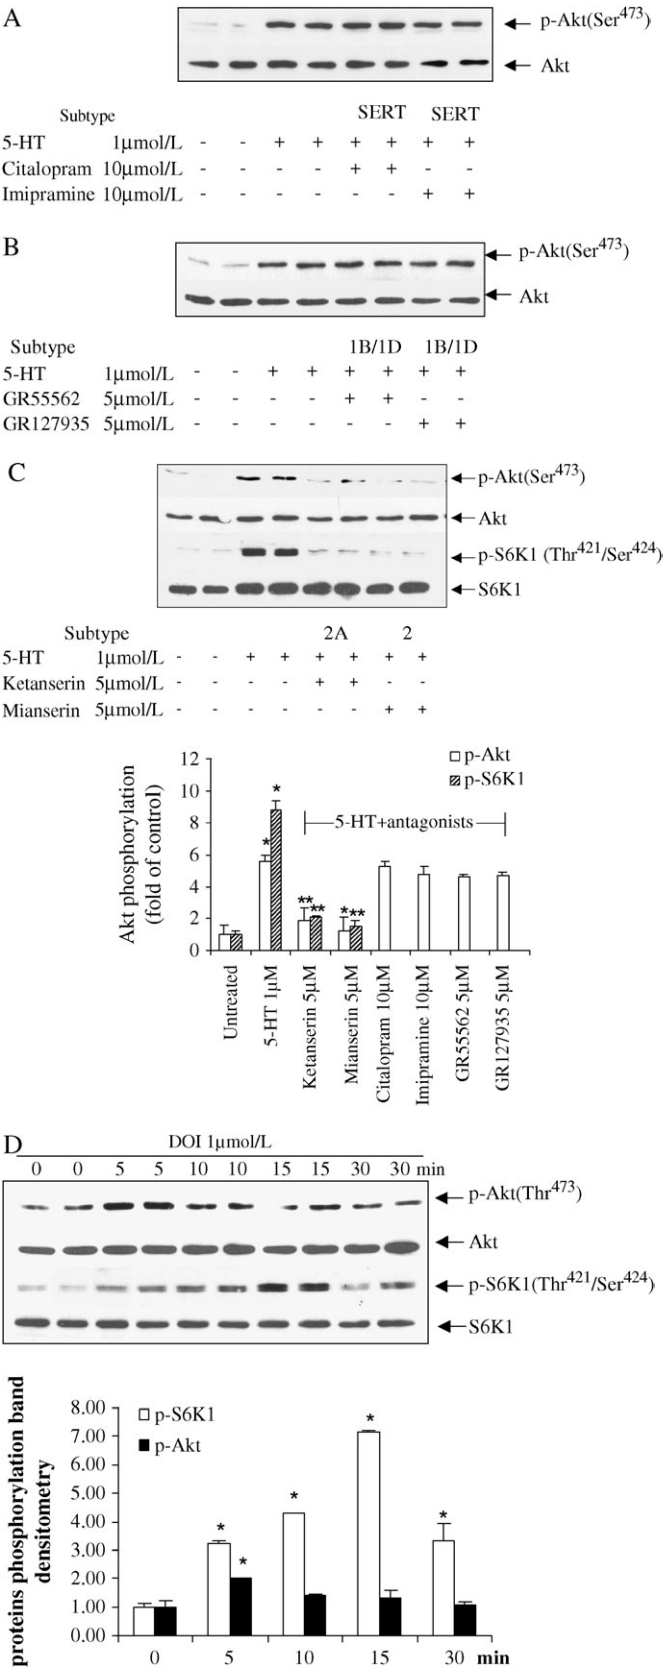 A
p-Akt(Ser473)
Akt
Subtype SERT SERT
5-HT 1μmol/L - - + + + + + +
Citalopram 10μmol/L - - - - + + - -
Imipramine 10μmol/L - - - - - - + +
B
p-Akt(Ser473)
Akt
Subtype 1B/1D 1B/1D
5-HT 1μmol/L - - + + + + + +
GR55562 5μmol/L - - - - + + - -
GR127935 5μmol/L - - - - - - + +
C
p-Akt(Ser473)
Akt
p-S6K1 (Thr421/Ser424)
S6K1
Subtype 2A 2
5-HT 1μmol/L - - + + + + + +
Ketanserin 5μmol/L - - - - + + - -
Mianserin 5μmol/L - - - - - - + +
Akt phosphorylation
(fold of control)
12
10
8
6
4
2
0
p-Akt
p-S6K1
5-HT+antagonists
* * ** ** * **
Untreated
5-HT 1μM
Ketanserin 5μM
Mianserin 5μM
Citalopram 10μM
Imipramine 10μM
GR55562 5μM
GR127935 5μM
D
DOI 1μmol/L
0 0 5 5 10 10 15 15 30 30 min
p-Akt(Thr473)
Akt
p-S6K1(Thr421/Ser424)
S6K1
proteins phosphorylation band
densitometry
8.00
7.00
6.00
5.00
4.00
3.00
2.00
1.00
0.00
p-S6K1
p-Akt
* * * * *
0 5 10 15 30 min